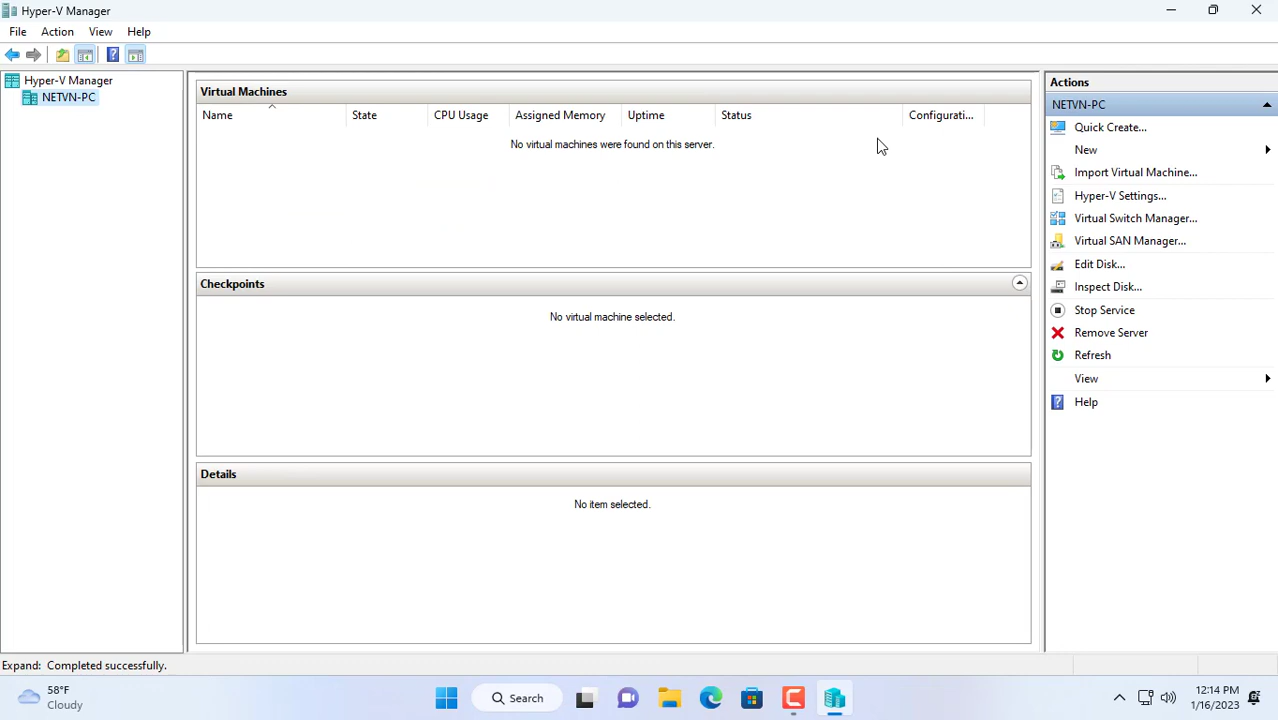 Hyper-V Manager
File Action View Help
Hyper-V Manager
NETVN-PC
Virtual Machines
Name State CPU Usage Assigned Memory Uptime Status Configurati...
No virtual machines were found on this server.
Checkpoints
No virtual machine selected.
Details
No item selected.
Actions
NETVN-PC
Quick Create...
New
Import Virtual Machine...
Hyper-V Settings...
Virtual Switch Manager...
Virtual SAN Manager...
Edit Disk...
Inspect Disk...
Stop Service
Remove Server
Refresh
View
Help
Expand: Completed successfully.
58°F
Cloudy
Search
12:14 PM
1/16/2023